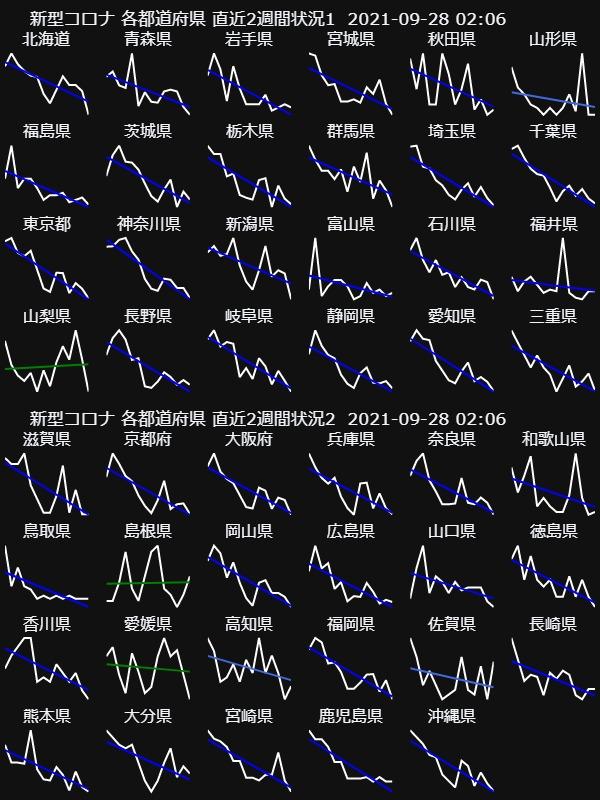 新型コロナ 各都道府県 直近2週間状況1 2021-09-28 02:06
北海道 青森県 岩手県 宮城県 秋田県 山形県
福島県 茨城県 栃木県 群馬県 埼玉県 千葉県
東京都 神奈川県 新潟県 富山県 石川県 福井県
山梨県 長野県 岐阜県 静岡県 愛知県 三重県
新型コロナ 各都道府県 直近2週間状況2 2021-09-28 02:06
滋賀県 京都府 大阪府 兵庫県 奈良県 和歌山県
鳥取県 島根県 岡山県 広島県 山口県 徳島県
香川県 愛媛県 高知県 福岡県 佐賀県 長崎県
熊本県 大分県 宮崎県 鹿児島県 沖縄県